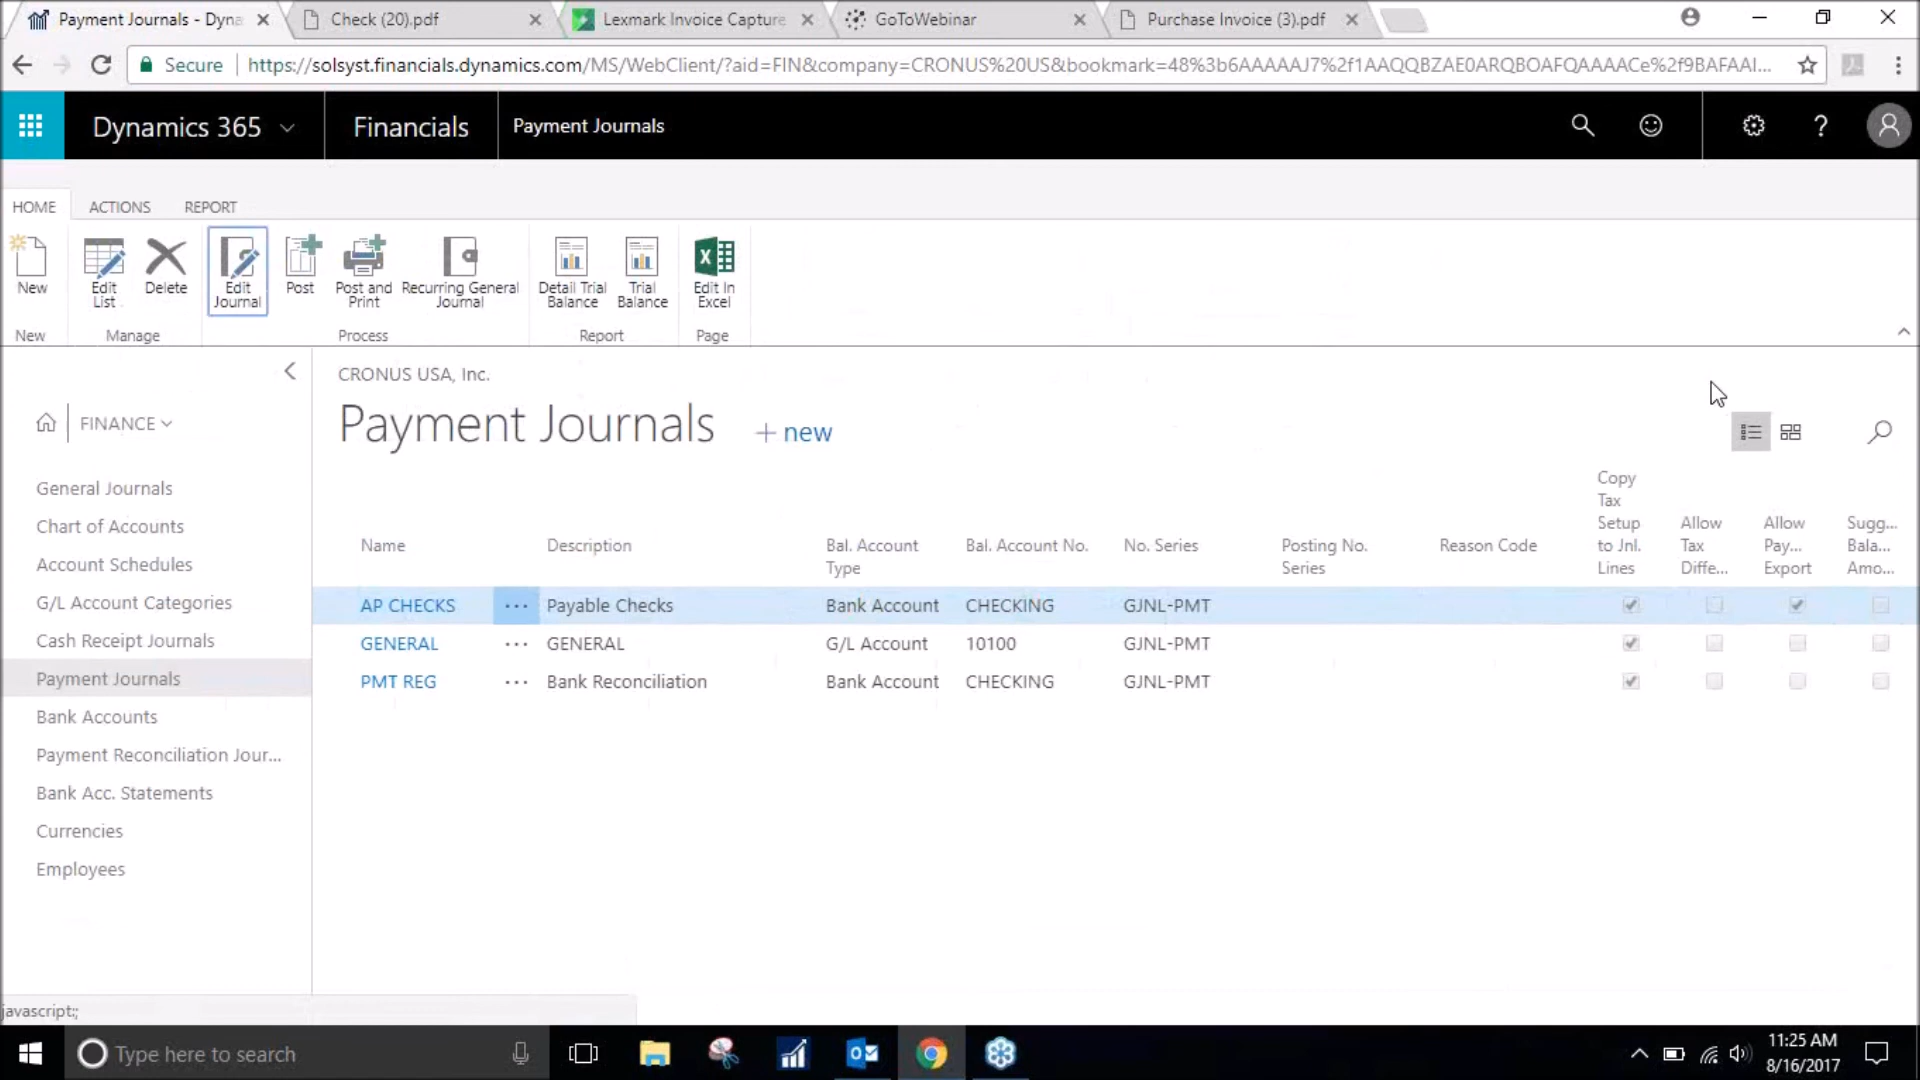 Payment Journals - Dyna
Check (20).pdf
Lexmark Invoice Capture
GoToWebinar
Purchase Invoice (3).pdf
Secure
https://solsyst.financials.dynamics.com/MS/WebClient/?aid=FIN&company=CRONUS%20US&bookmark=48%3b6AAAAAJ7%2f1AAQQBZAE0ARQBOAFQAAAACe%2f9BAFAAI...
Dynamics 365
Financials
Payment Journals
?
HOME
ACTIONS
REPORT
New
Edit List
Delete
Edit Journal
Post
Post and Print
Recurring General Journal
Detail Trial Balance
Trial Balance
Edit In Excel
New
Manage
Process
Report
Page
CRONUS USA, Inc.
FINANCE
Payment Journals
+ new
General Journals
Chart of Accounts
Account Schedules
G/L Account Categories
Cash Receipt Journals
Payment Journals
Bank Accounts
Payment Reconciliation Jour...
Bank Acc. Statements
Currencies
Employees
Name
Description
Bal. Account Type
Bal. Account No.
No. Series
Posting No. Series
Reason Code
Copy Tax Setup to Jnl. Lines
Allow Tax Diffe...
Allow Pay... Export
Sugg... Bala... Amo...
AP CHECKS ... Payable Checks Bank Account CHECKING GJNL-PMT
GENERAL ... GENERAL G/L Account 10100 GJNL-PMT
PMT REG ... Bank Reconciliation Bank Account CHECKING GJNL-PMT
javascript:;
Type here to search
11:25 AM
8/16/2017